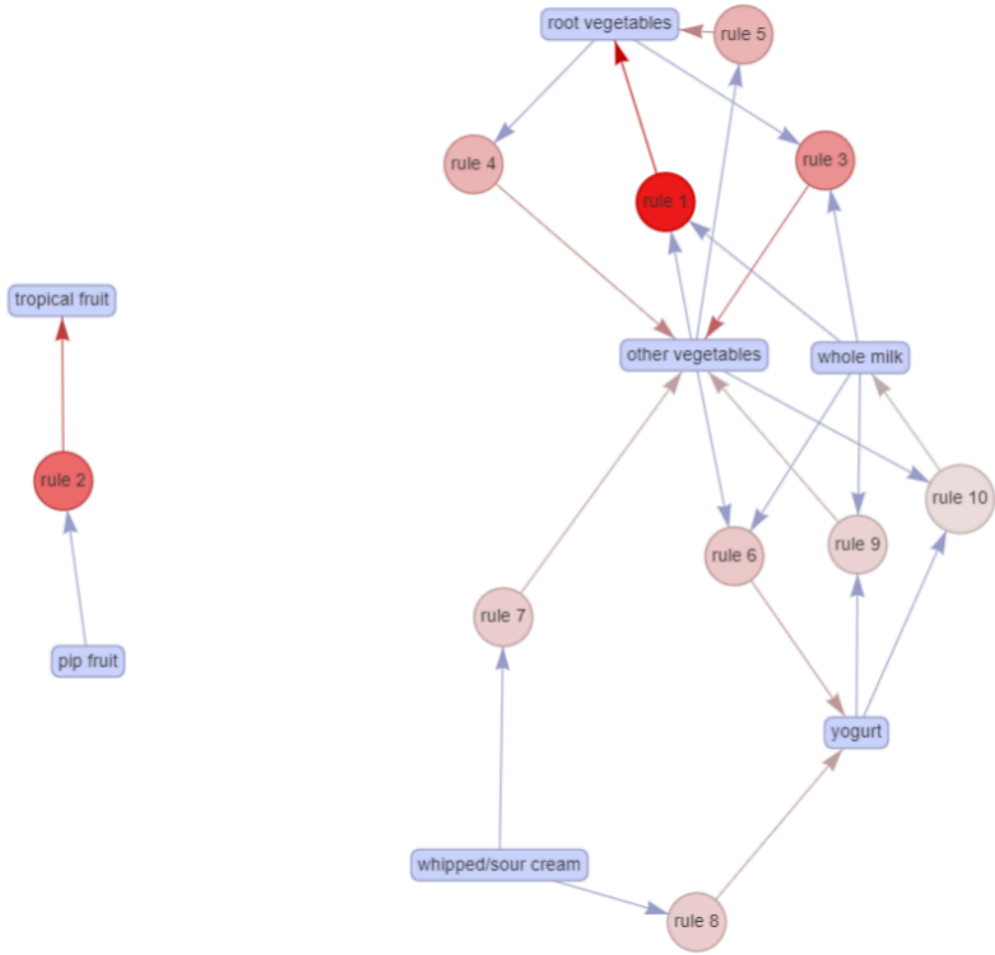 root vegetables
rule 5
rule 4
rule 3
rule 1
tropical fruit
other vegetables
whole milk
rule 2
rule 10
rule 9
rule 6
rule 7
pip fruit
yogurt
whipped/sour cream
rule 8